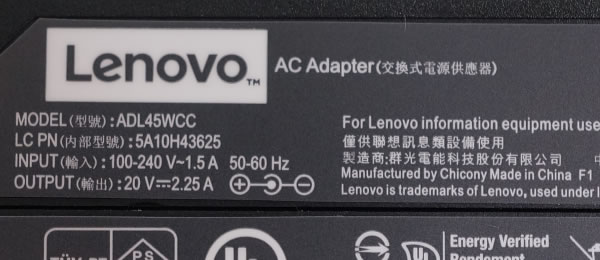 Lenovo™
AC Adapter(交換式電源供應器)
MODEL(型號):ADL45WCC
LC PN(內部型號):5A10H43625
INPUT(輸入):100-240 V~1.5 A 50-60 Hz
OUTPUT(輸出):20 V⎓2.25 A
For Lenovo information equipment use
僅供聯想訊息類設備使用
製造商:群光電能科技股份有限公司
Manufactured by Chicony Made in China F1
Lenovo is trademarks of Lenovo, used under
PS
UL
Energy Verified